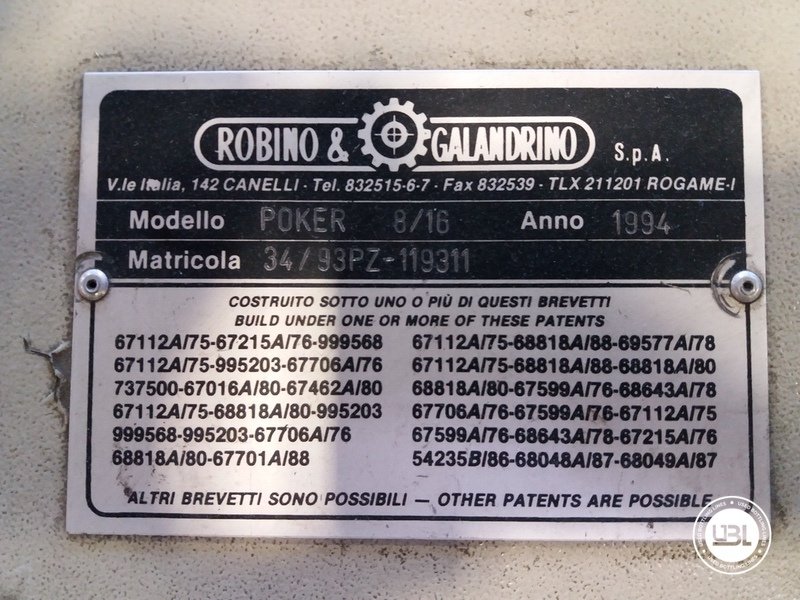 ROBINO & GALANDRINO S.p.A.
V.le Italia, 142 CANELLI - Tel. 832515-6-7 - Fax 832539 - TLX 211201 ROGAME-I
Modello POKER 8/16 Anno 1994
Matricola 34/93PZ-119311
COSTRUITO SOTTO UNO O PIÙ DI QUESTI BREVETTI
BUILD UNDER ONE OR MORE OF THESE PATENTS
67112A/75-67215A/76-999568 67112A/75-68818A/88-69577A/78
67112A/75-995203-67706A/76 67112A/75-68818A/88-68818A/80
737500-67016A/80-67462A/80 68818A/80-67599A/76-68643A/78
67112A/75-68818A/80-995203 67706A/76-67599A/76-67112A/75
999568-995203-67706A/76 67599A/76-68643A/78-67215A/76
68818A/80-67701A/88 54235B/86-68048A/87-68049A/87
ALTRI BREVETTI SONO POSSIBILI — OTHER PATENTS ARE POSSIBLE
UBL
USED BOTTLING LINES